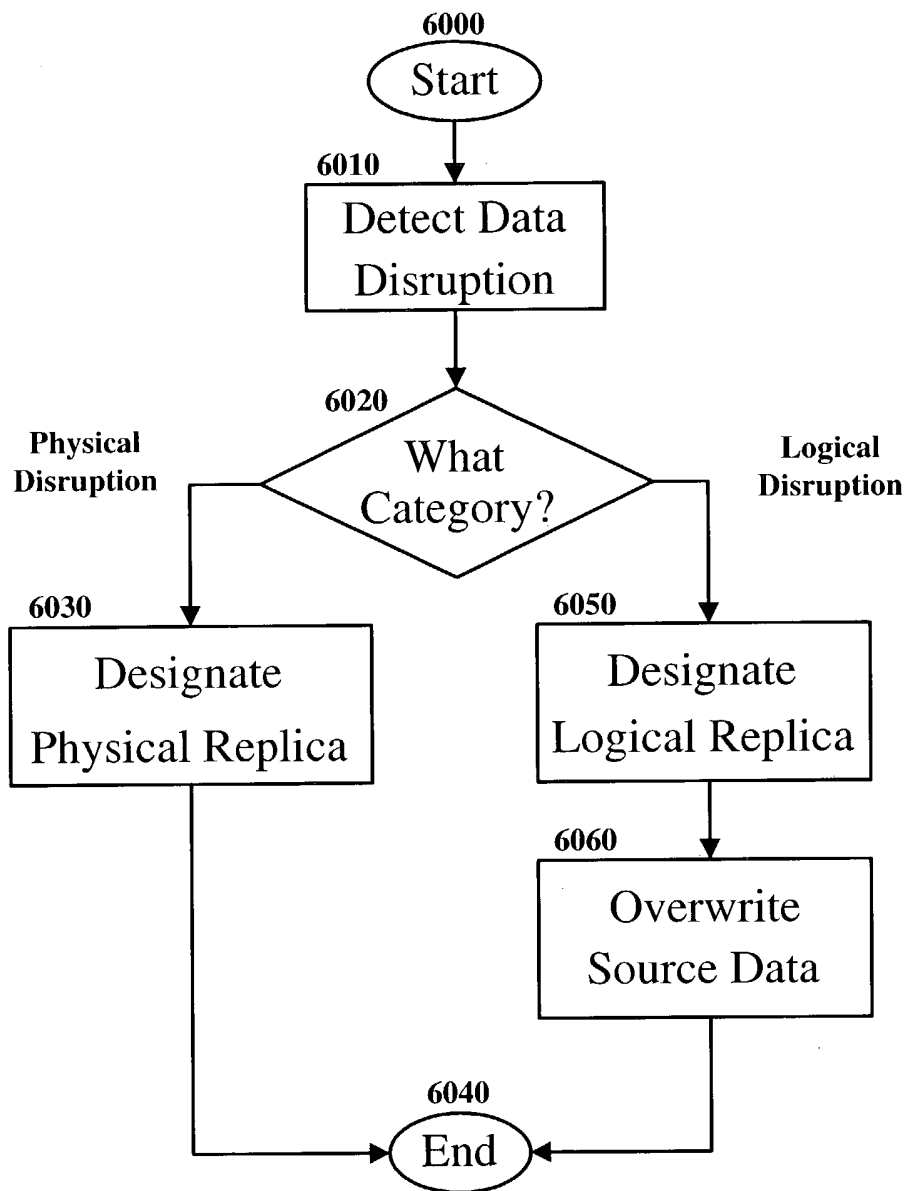 6000
Start
6010
Detect Data
Disruption
6020
What
Category?
Physical
Disruption
Logical
Disruption
6030
Designate
Physical Replica
6050
Designate
Logical Replica
6060
Overwrite
Source Data
6040
End